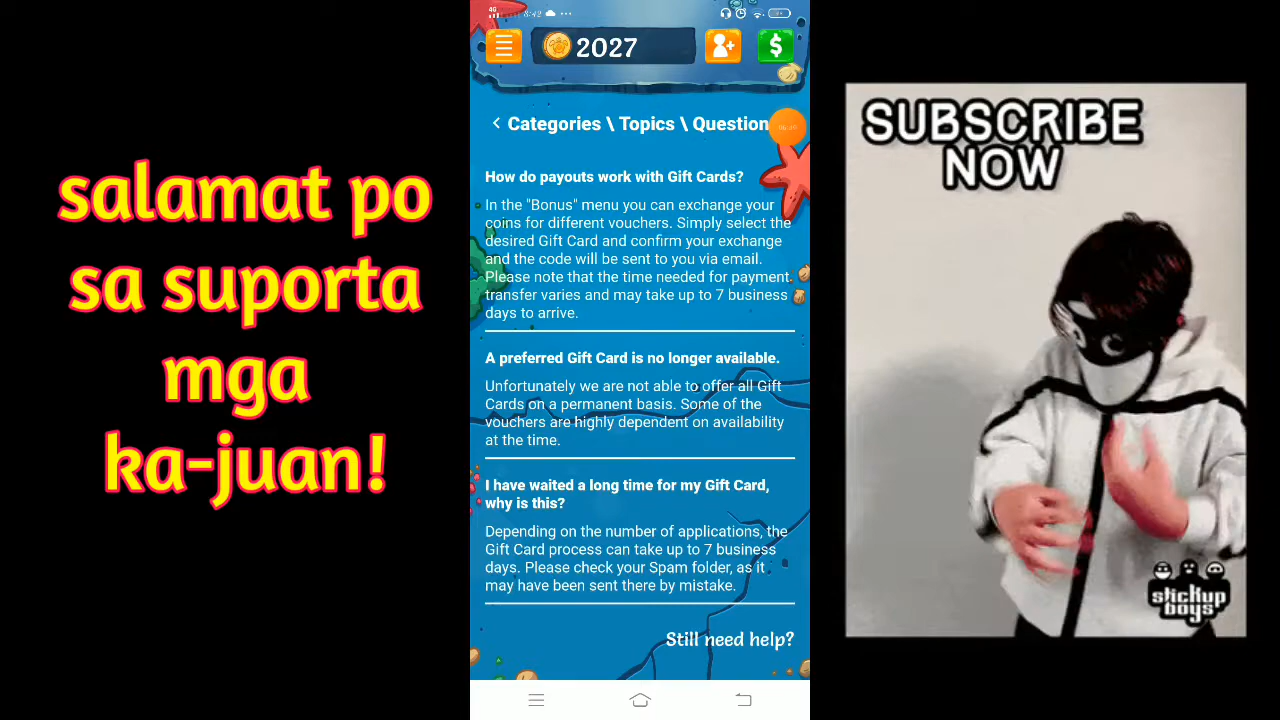 salamat po
sa suporta
mga
ka-juan!
4G
8:42
2027
$
Categories \ Topics \ Question
How do payouts work with Gift Cards?
In the "Bonus" menu you can exchange your
coins for different vouchers. Simply select the
desired Gift Card and confirm your exchange
and the code will be sent to you via email.
Please note that the time needed for payment
transfer varies and may take up to 7 business
days to arrive.
A preferred Gift Card is no longer available.
Unfortunately we are not able to offer all Gift
Cards on a permanent basis. Some of the
vouchers are highly dependent on availability
at the time.
I have waited a long time for my Gift Card,
why is this?
Depending on the number of applications, the
Gift Card process can take up to 7 business
days. Please check your Spam folder, as it
may have been sent there by mistake.
Still need help?
SUBSCRIBE
NOW
stickup
boys